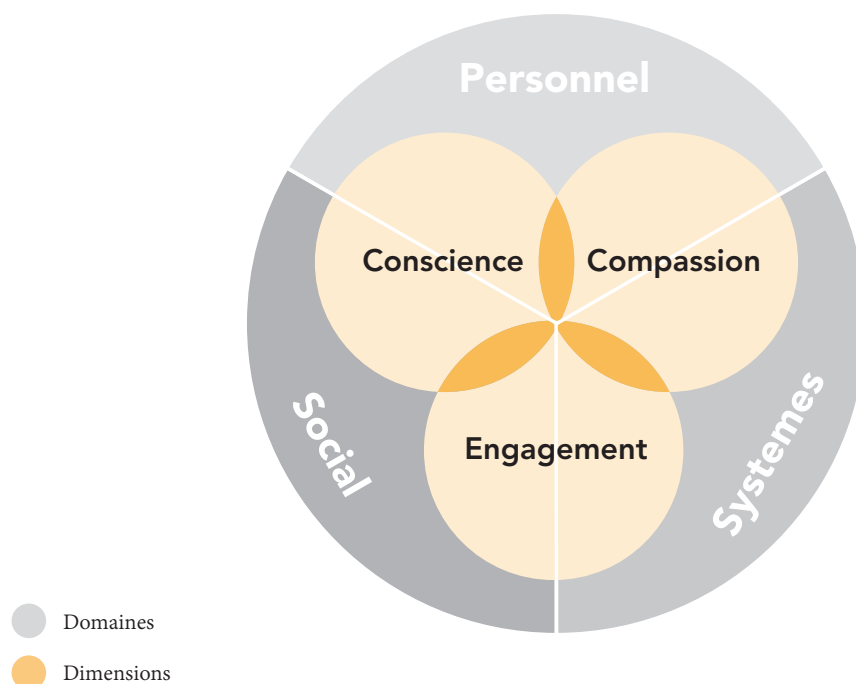 Personnel
Conscience
Compassion
Engagement
Social
Systemes
Domaines
Dimensions